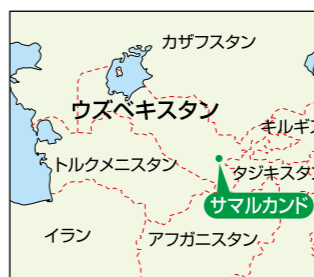 カザフスタン
ウズベキスタン
キルギス
トルクメニスタン
タジキスタ
サマルカンド
イラン
アフガニスタン